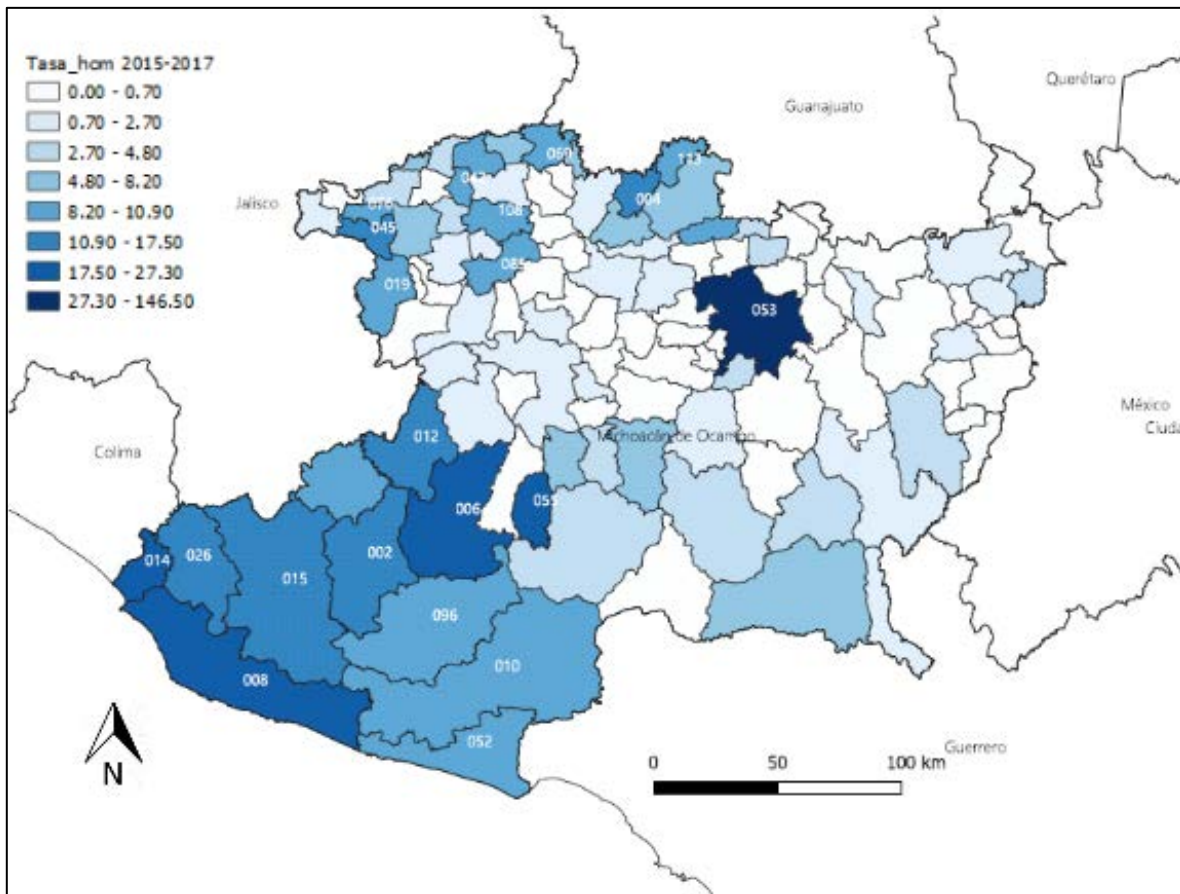 Tasa_hom 2015-2017
0.00 - 0.70
0.70 - 2.70
2.70 - 4.80
4.80 - 8.20
8.20 - 10.90
10.90 - 17.50
17.50 - 27.30
27.30 - 146.50
Querétaro
Guanajuato
Jalisco
069
113
004
108
045
085
019
053
México
Ciuda
Michoacán de Ocampo
Colima
012
006
055
014
026
002
015
096
010
008
052
Guerrero
0 50 100 km
N